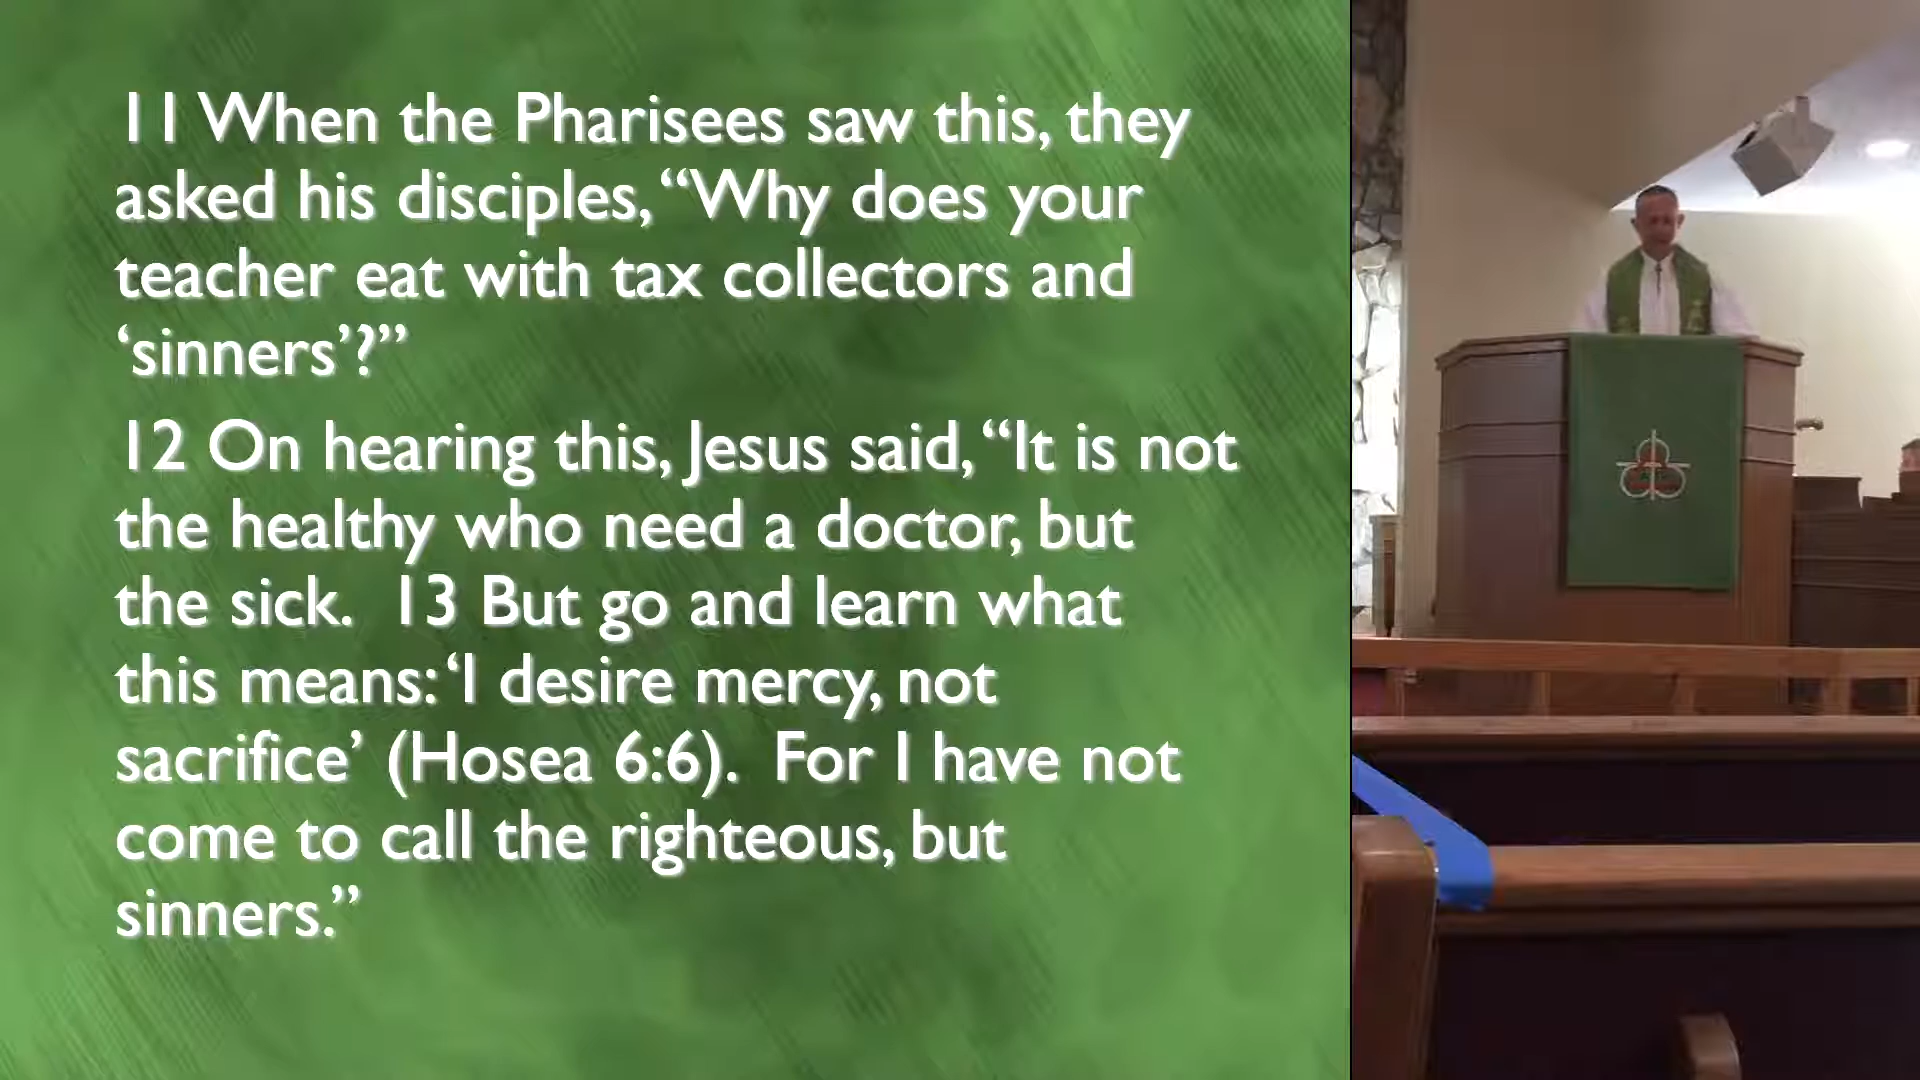 11 When the Pharisees saw this, they
asked his disciples, “Why does your
teacher eat with tax collectors and
‘sinners’?”
12 On hearing this, Jesus said, “It is not
the healthy who need a doctor, but
the sick.  13 But go and learn what
this means: ‘I desire mercy, not
sacrifice’ (Hosea 6:6).  For I have not
come to call the righteous, but
sinners.”